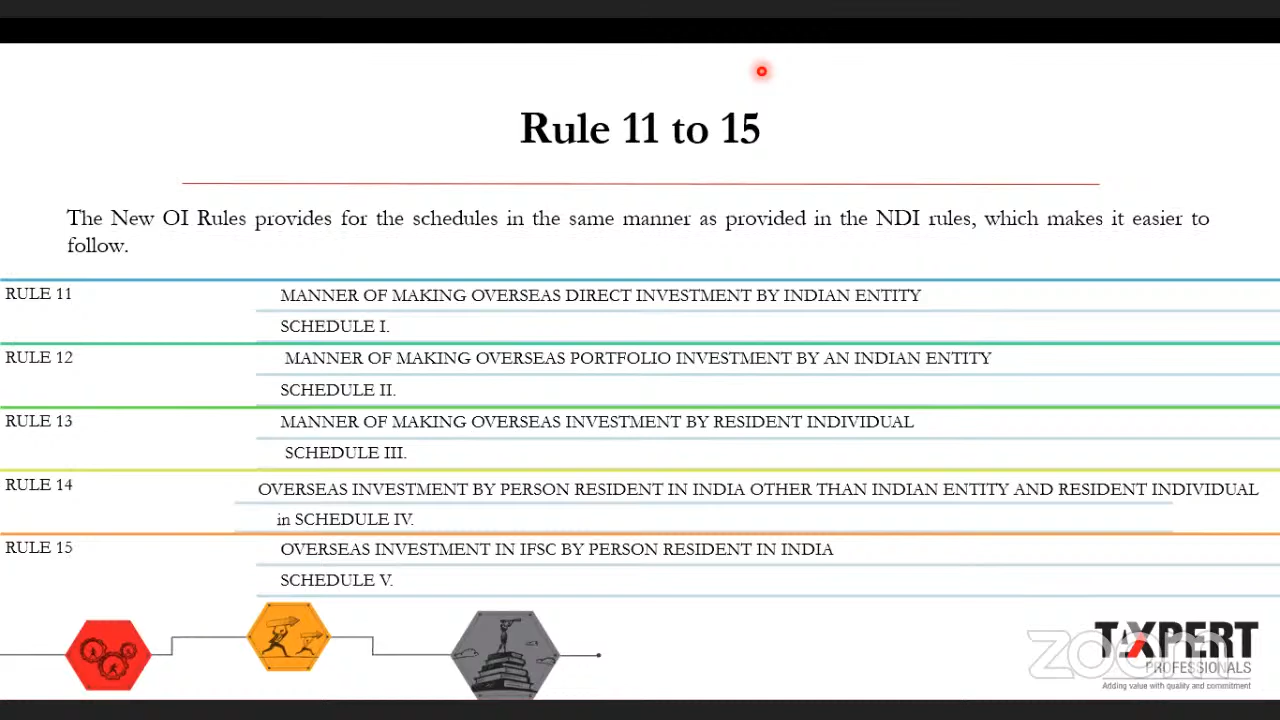 Rule 11 to 15
The New OI Rules provides for the schedules in the same manner as provided in the NDI rules, which makes it easier to
follow.
RULE 11
MANNER OF MAKING OVERSEAS DIRECT INVESTMENT BY INDIAN ENTITY
SCHEDULE I.
RULE 12
MANNER OF MAKING OVERSEAS PORTFOLIO INVESTMENT BY AN INDIAN ENTITY
SCHEDULE II.
RULE 13
MANNER OF MAKING OVERSEAS INVESTMENT BY RESIDENT INDIVIDUAL
SCHEDULE III.
RULE 14
OVERSEAS INVESTMENT BY PERSON RESIDENT IN INDIA OTHER THAN INDIAN ENTITY AND RESIDENT INDIVIDUAL
in SCHEDULE IV.
RULE 15
OVERSEAS INVESTMENT IN IFSC BY PERSON RESIDENT IN INDIA
SCHEDULE V.
TAXPERT
PROFESSIONALS
Adding value with quality and commitment
zoom